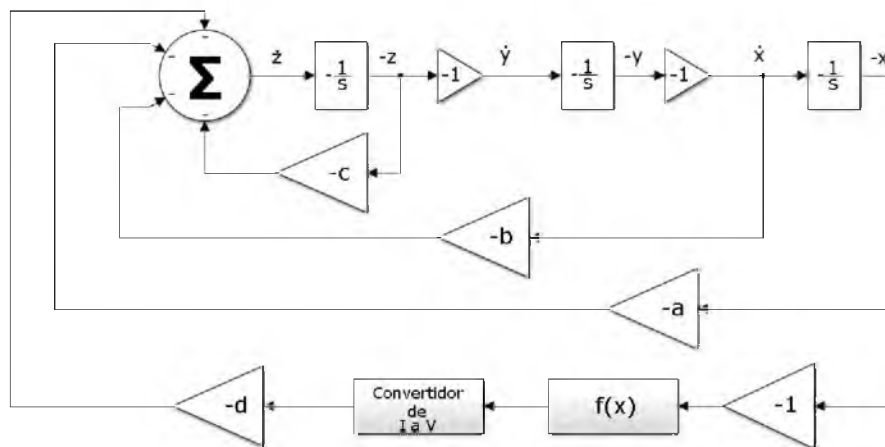 Σ
ż
-1/s
-z
-1
ẏ
-1/s
-y
-1
ẋ
-1/s
-x
-c
-b
-a
-d
Convertidor
de
I a V
f(x)
-1